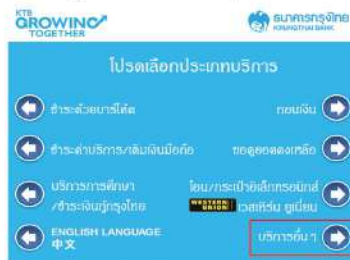 KTB
GROWING
TOGETHER
ธนาคารกรุงไทย
KRUNGTHAI BANK
โปรดเลือกประเภทบริการ
ชำระด้วยบาร์โค้ด
ถอนเงิน
ชำระค่าบริการ/เติมเงินมือถือ
ขอดูยอดคงเหลือ
บริการการศึกษา
/ชำระเงินกู้กรุงไทย
โอน/กระเป๋าอิเล็กทรอนิกส์
WESTERN UNION เวสเทิร์น ยูเนี่ยน
ENGLISH LANGUAGE
中文
บริการอื่น ๆ